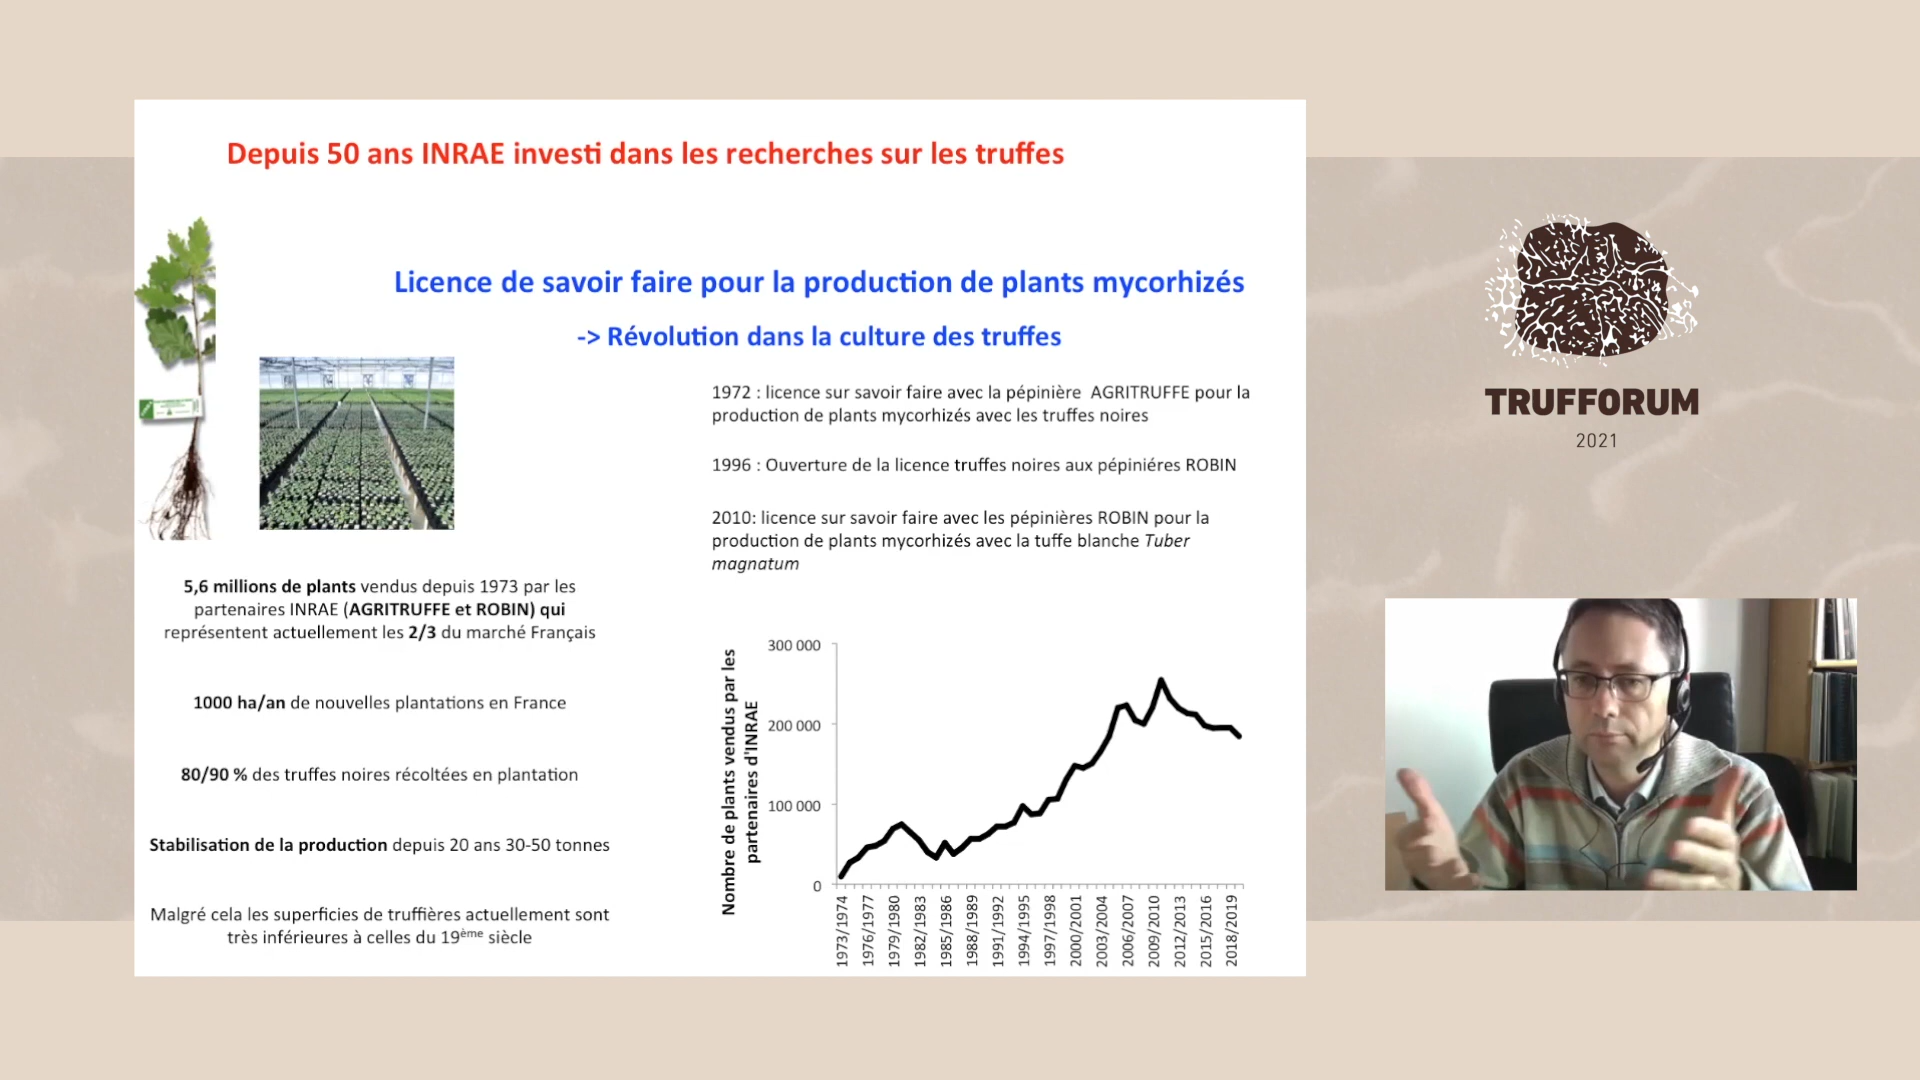 Depuis 50 ans INRAE investi dans les recherches sur les truffes
Licence de savoir faire pour la production de plants mycorhizés
-> Révolution dans la culture des truffes
1972 : licence sur savoir faire avec la pépinière AGRITRUFFE pour la
production de plants mycorhizés avec les truffes noires
1996 : Ouverture de la licence truffes noires aux pépiniéres ROBIN
2010: licence sur savoir faire avec les pépinières ROBIN pour la
production de plants mycorhizés avec la tuffe blanche Tuber
magnatum
5,6 millions de plants vendus depuis 1973 par les
partenaires INRAE (AGRITRUFFE et ROBIN) qui
représentent actuellement les 2/3 du marché Français
1000 ha/an de nouvelles plantations en France
80/90 % des truffes noires récoltées en plantation
Stabilisation de la production depuis 20 ans 30-50 tonnes
Malgré cela les superficies de truffières actuellement sont
très inférieures à celles du 19ème siècle
Nombre de plants vendus par les
partenaires d'INRAE
300 000
200 000
100 000
0
1973/1974
1976/1977
1979/1980
1982/1983
1985/1986
1988/1989
1991/1992
1994/1995
1997/1998
2000/2001
2003/2004
2006/2007
2009/2010
2012/2013
2015/2016
2018/2019
TRUFFORUM
2021